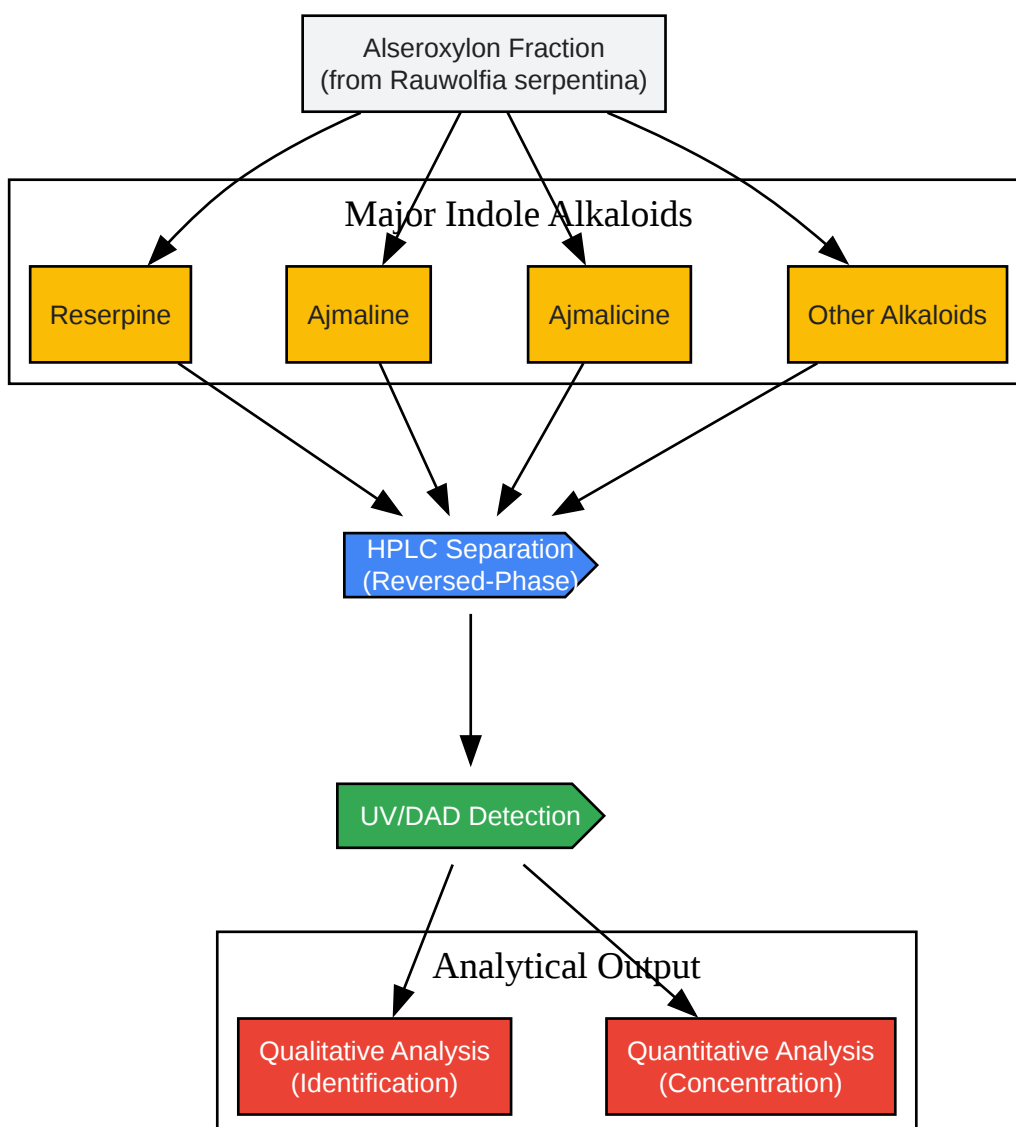 Alseroxylon Fraction
(from Rauwolfia serpentina)
Major Indole Alkaloids
Reserpine
Ajmaline
Ajmalicine
Other Alkaloids
HPLC Separation
(Reversed-Phase)
UV/DAD Detection
Analytical Output
Qualitative Analysis
(Identification)
Quantitative Analysis
(Concentration)